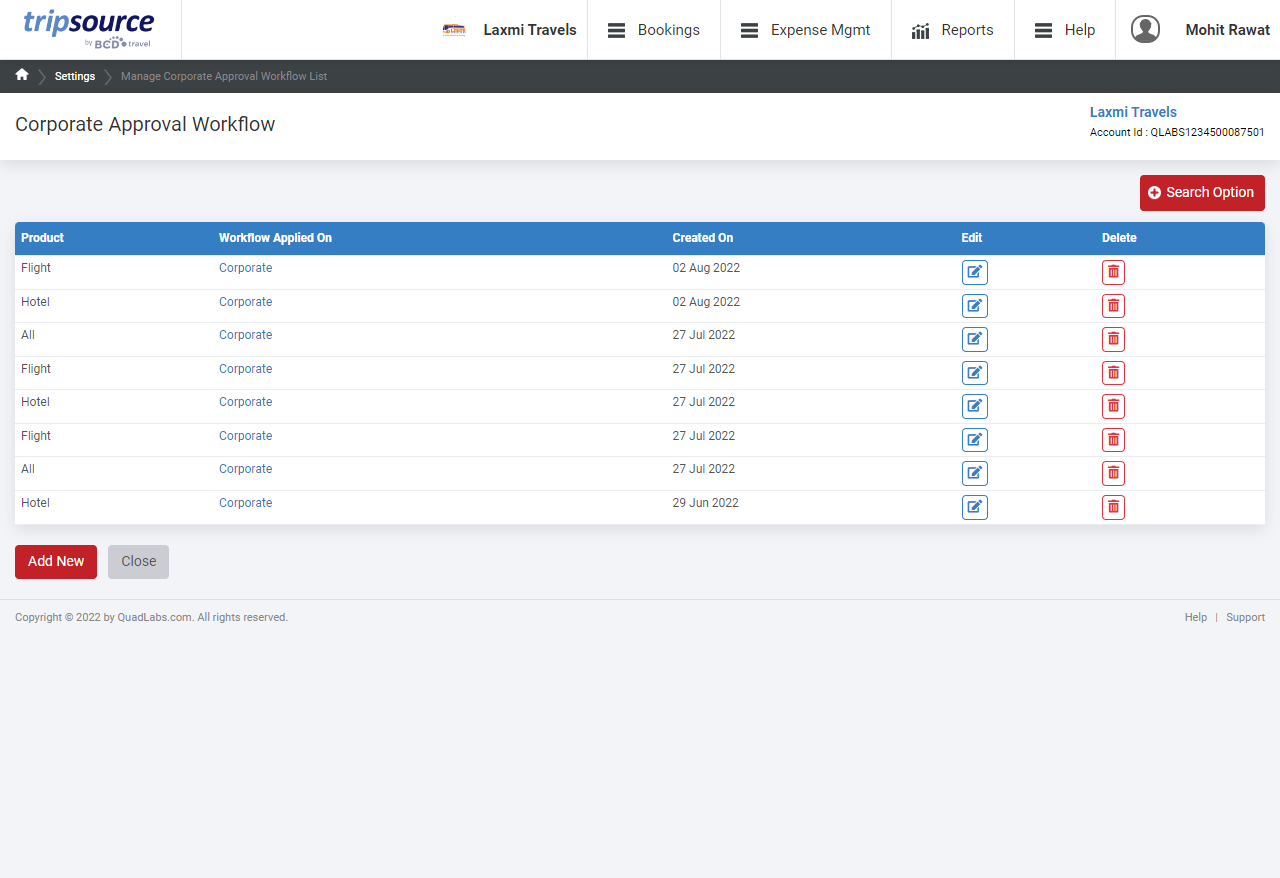 tripsource
by BCD travel
Laxmi Travels
Bookings
Expense Mgmt
Reports
Help
Mohit Rawat
Settings
Manage Corporate Approval Workflow List
Corporate Approval Workflow
Laxmi Travels
Account Id : QLABS1234500087501
Search Option
Product Workflow Applied On Created On Edit Delete
Flight Corporate 02 Aug 2022
Hotel Corporate 02 Aug 2022
All Corporate 27 Jul 2022
Flight Corporate 27 Jul 2022
Hotel Corporate 27 Jul 2022
Flight Corporate 27 Jul 2022
All Corporate 27 Jul 2022
Hotel Corporate 29 Jun 2022
Add New
Close
Copyright © 2022 by QuadLabs.com. All rights reserved.
Help | Support